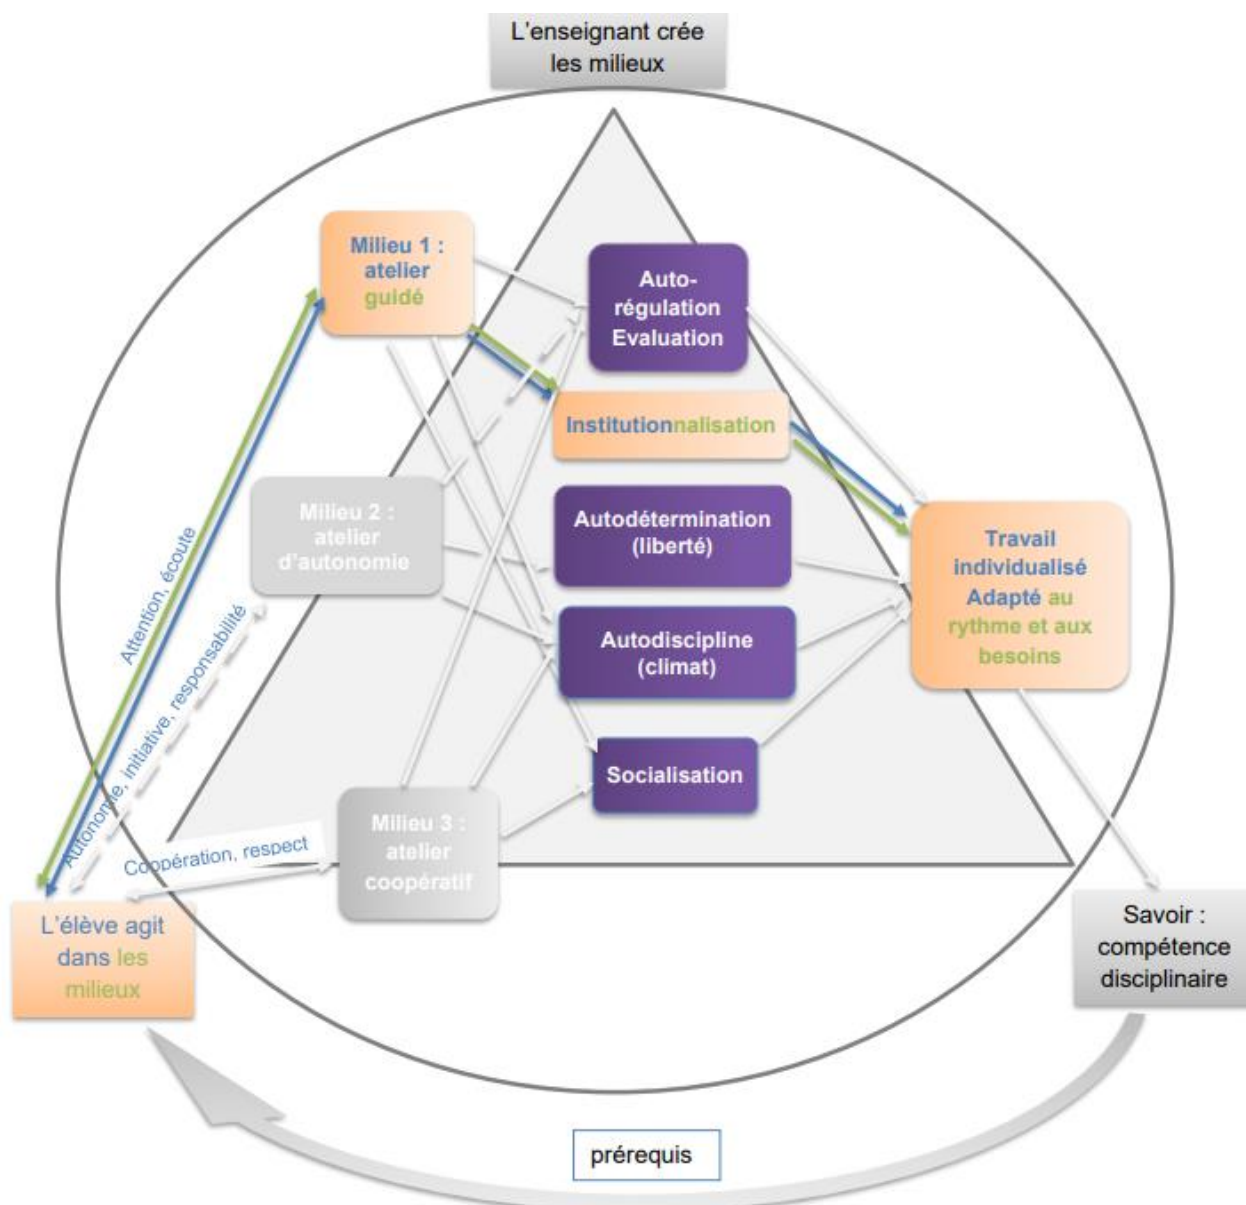 L'enseignant crée
les milieux
Milieu 1 :
atelier
guidé
Auto-
régulation
Evaluation
Institutionnalisation
Milieu 2 :
atelier
d'autonomie
Autodétermination
(liberté)
Travail
individualisé
Adapté au
rythme et aux
besoins
Attention, écoute
Autonomie, initiative, responsabilité
Autodiscipline
(climat)
Socialisation
Milieu 3 :
atelier
coopératif
Coopération, respect
L'élève agit
dans les
milieux
Savoir :
compétence
disciplinaire
prérequis